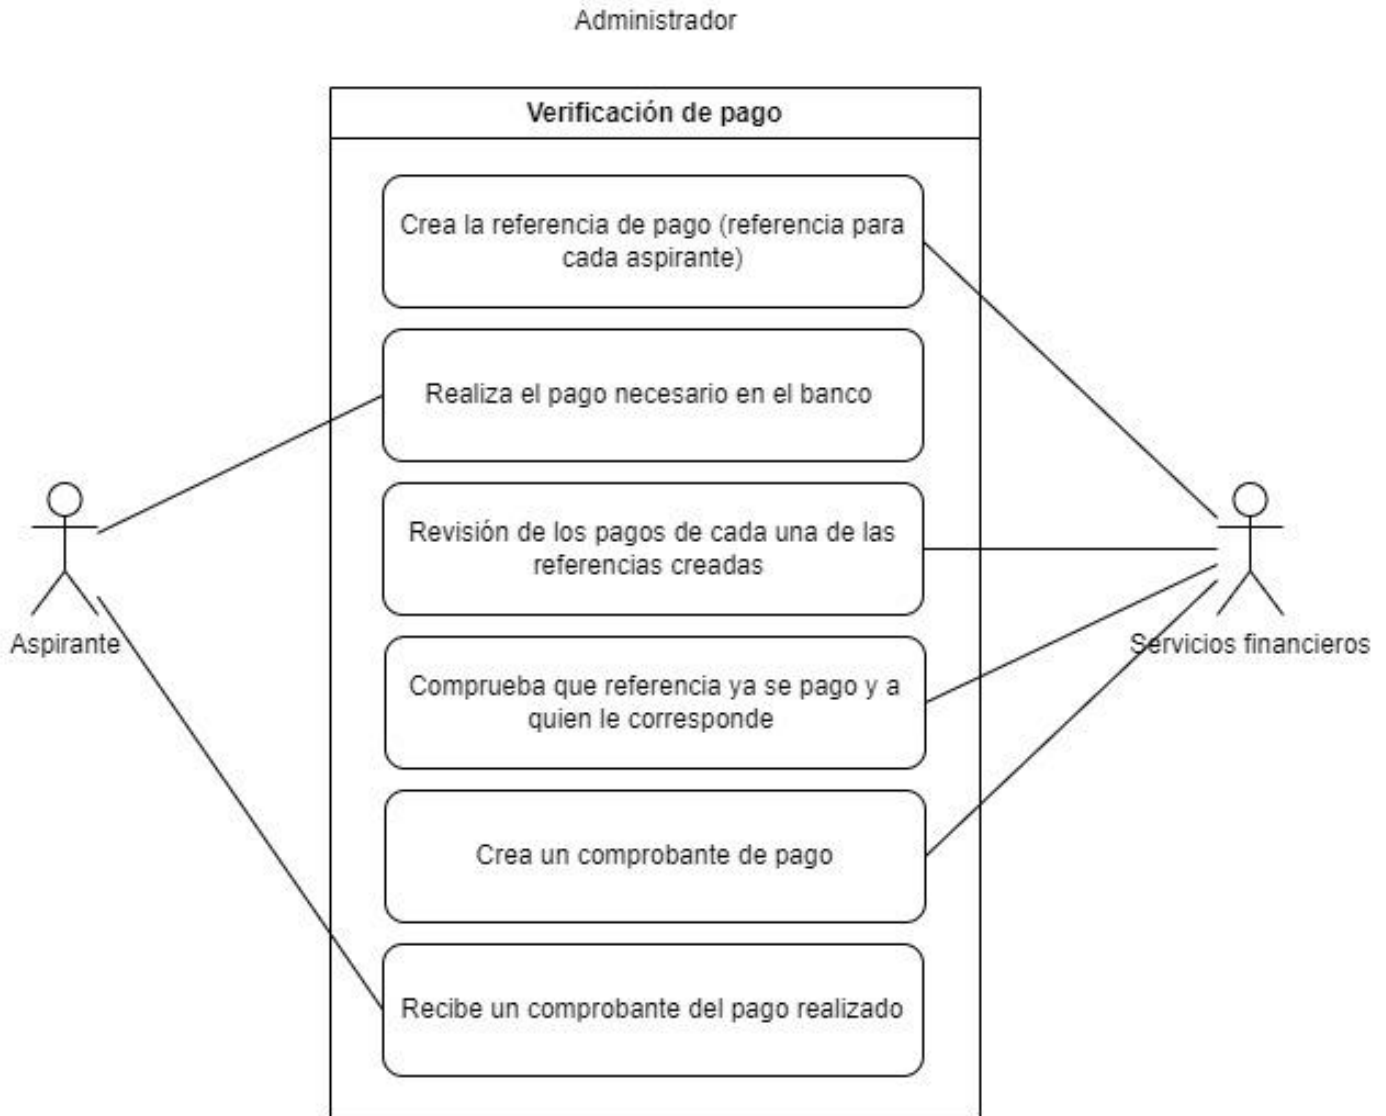 Administrador
Verificación de pago
Crea la referencia de pago (referencia para
cada aspirante)
Realiza el pago necesario en el banco
Revisión de los pagos de cada una de las
referencias creadas
Aspirante
Servicios financieros
Comprueba que referencia ya se pago y a
quien le corresponde
Crea un comprobante de pago
Recibe un comprobante del pago realizado